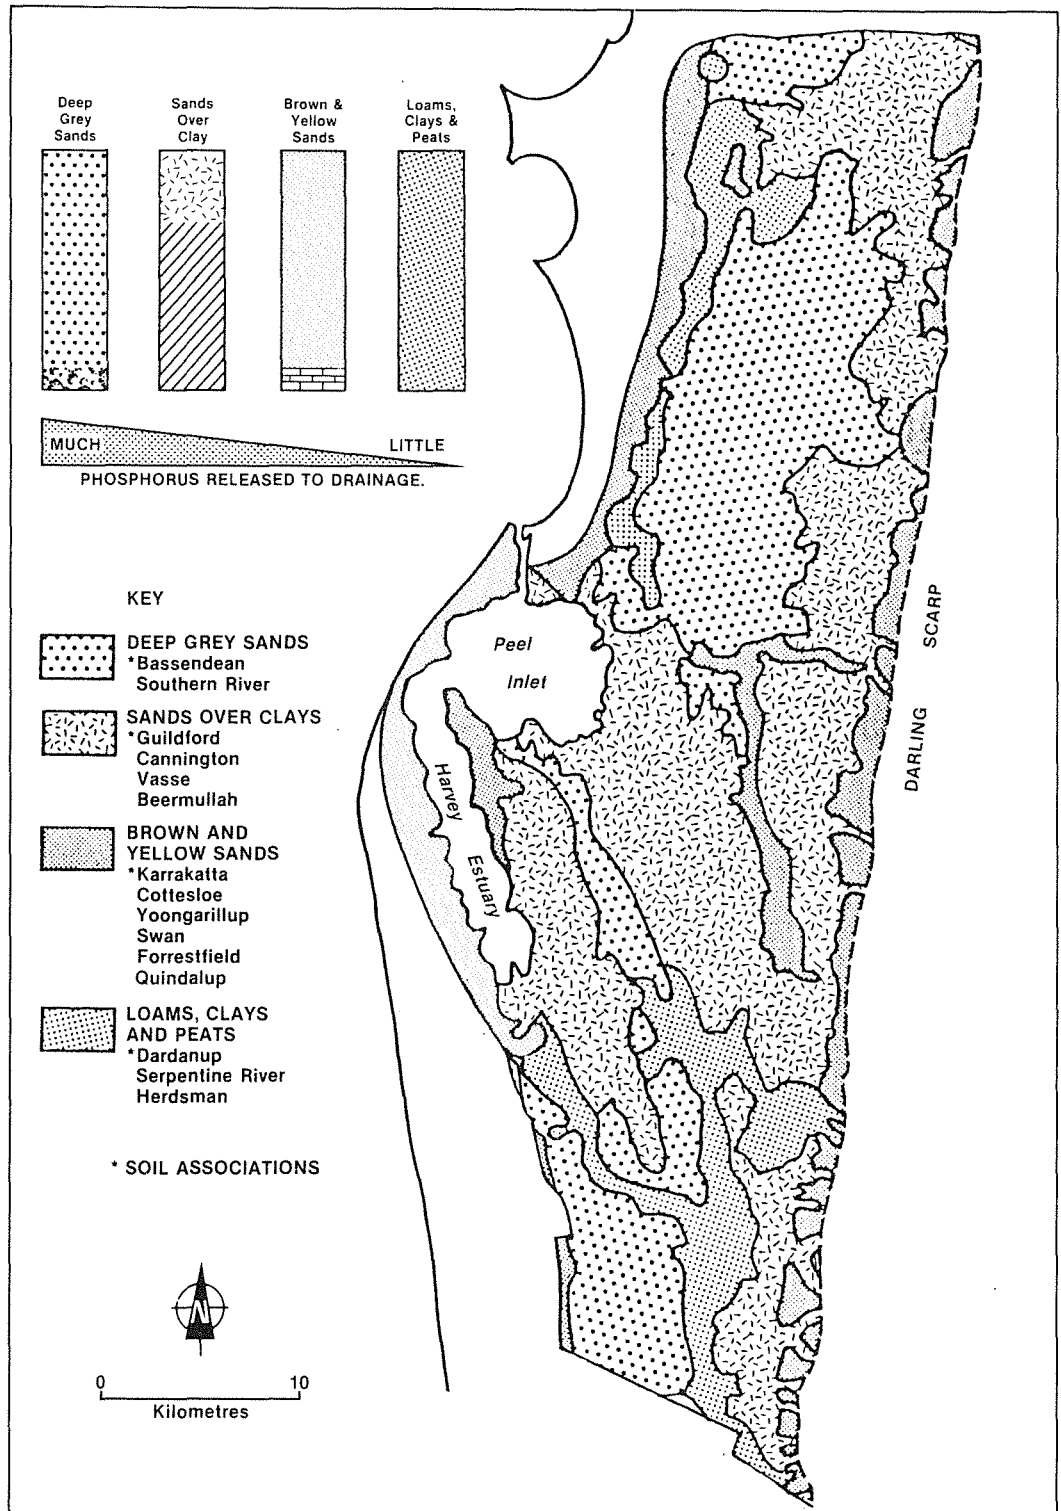 Deep
Grey
Sands
Sands
Over
Clay
Brown &
Yellow
Sands
Loams,
Clays &
Peats
MUCH
LITTLE
PHOSPHORUS RELEASED TO DRAINAGE.
KEY
DEEP GREY SANDS
*Bassendean
Southern River
SANDS OVER CLAYS
*Guildford
Cannington
Vasse
Beermullah
BROWN AND
YELLOW SANDS
*Karrakatta
Cottesloe
Yoongarillup
Swan
Forrestfield
Quindalup
LOAMS, CLAYS
AND PEATS
*Dardanup
Serpentine River
Herdsman
* SOIL ASSOCIATIONS
N
0 10
Kilometres
Peel
Inlet
Harvey
Estuary
DARLING SCARP